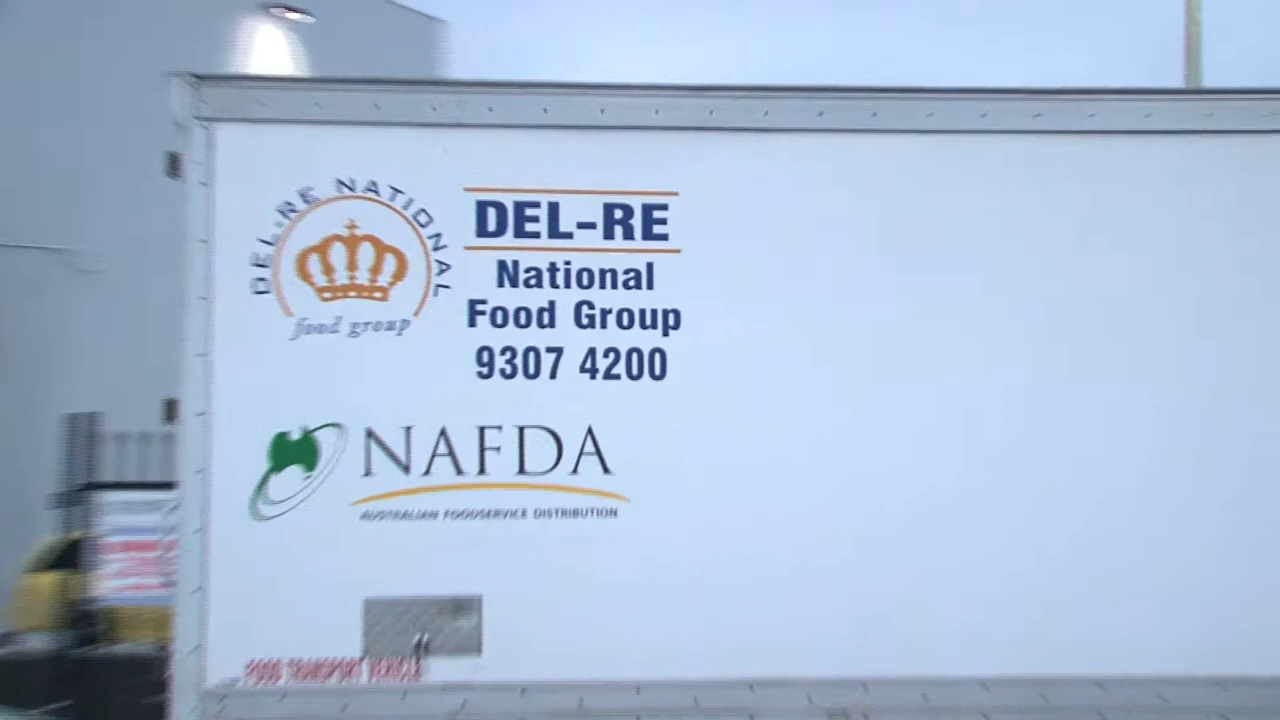 DEL-RE NATIONAL
food group
DEL-RE
National
Food Group
9307 4200
NAFDA
AUSTRALIAN FOODSERVICE DISTRIBUTION
FOOD TRANSPORT VEHICLE